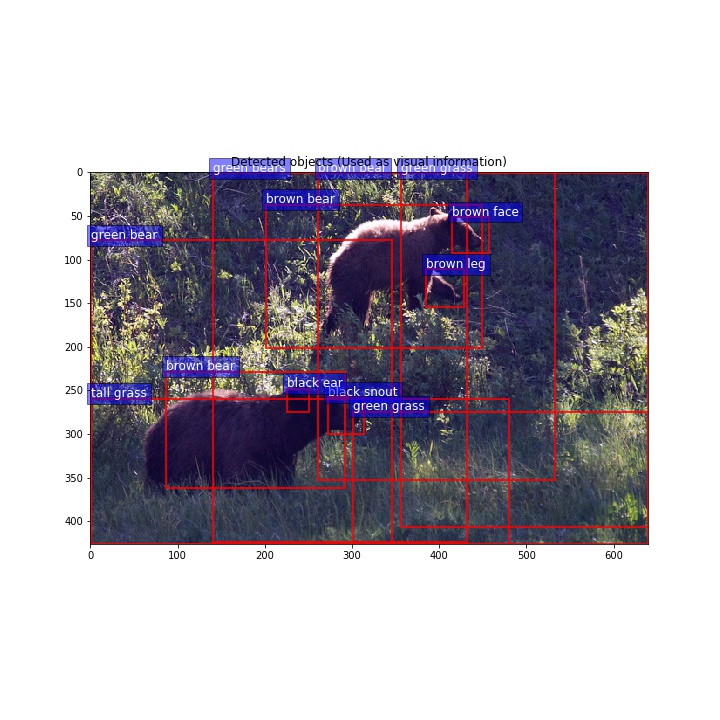 Detected objects (Used as visual information)
green bears
brown bear
green grass
brown bear
brown face
green bear
brown leg
brown bear
black ear
tall grass
black snout
green grass
0
50
100
150
200
250
300
350
400
0 100 200 300 400 500 600